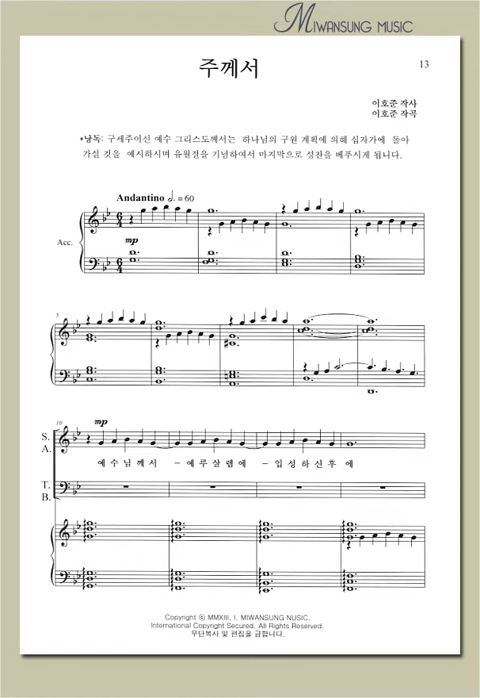 MIWANSUNG MUSIC
주께서
13
이호준 작사
이호준 작곡
*낭독: 구세주이신 예수 그리스도께서는 하나님의 구원 계획에 의해 십자가에 돌아
가실 것을 예시하시며 유월절을 기념하여서 마지막으로 성찬을 베푸시게 됩니다.
Andantino = 60
Acc.
mp
5
10
mp
S.
A.
예 수 님 께 서 - 예 루 살 렘 에 - 입 성 하 신 후 에
T.
B.
Copyright ⓒ MMXIII, I. MIWANSUNG NUSIC.
International Copyright Secured. All Rights Reserved.
무단복사 및 편집을 금합니다.